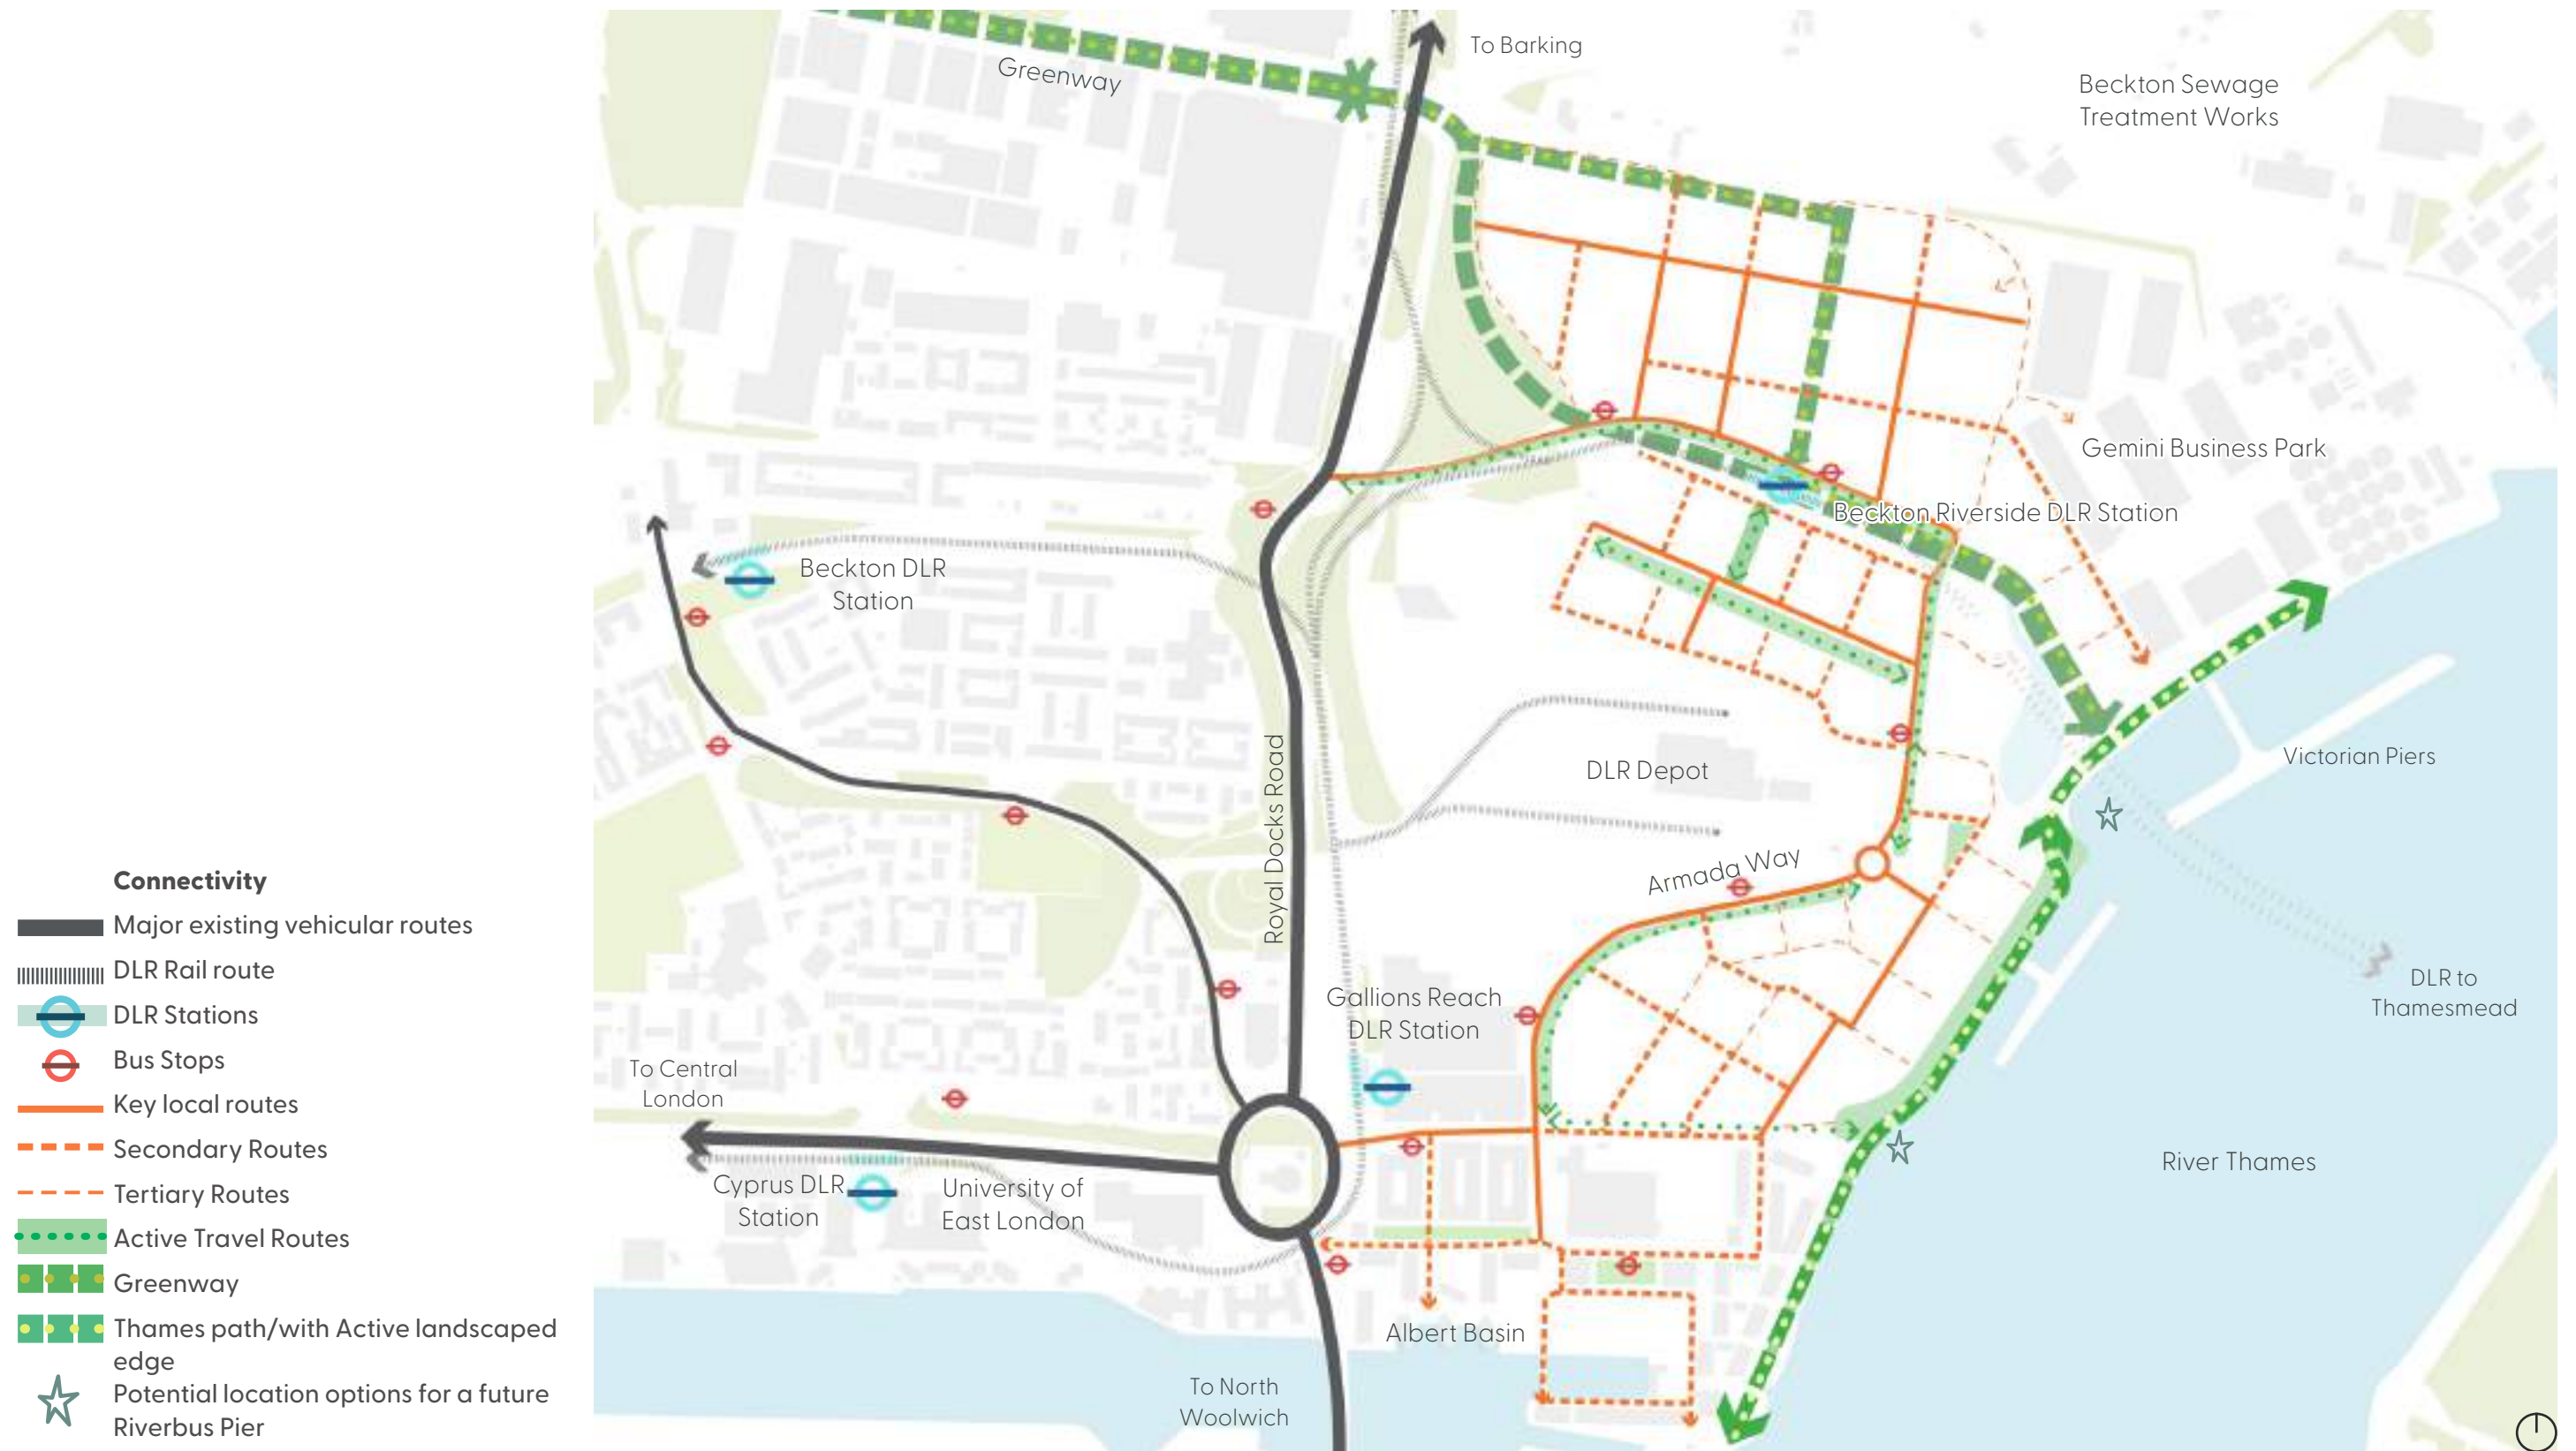 Connectivity
Major existing vehicular routes
DLR Rail route
DLR Stations
Bus Stops
Key local routes
Secondary Routes
Tertiary Routes
Active Travel Routes
Greenway
Thames path/with Active landscaped
edge
Potential location options for a future
Riverbus Pier
To Barking
Greenway
Beckton Sewage
Treatment Works
Gemini Business Park
Beckton Riverside DLR Station
Beckton DLR
Station
Royal Docks Road
DLR Depot
Victorian Piers
Armada Way
Gallions Reach
DLR Station
DLR to
Thamesmead
To Central
London
Cyprus DLR
Station
University of
East London
River Thames
Albert Basin
To North
Woolwich